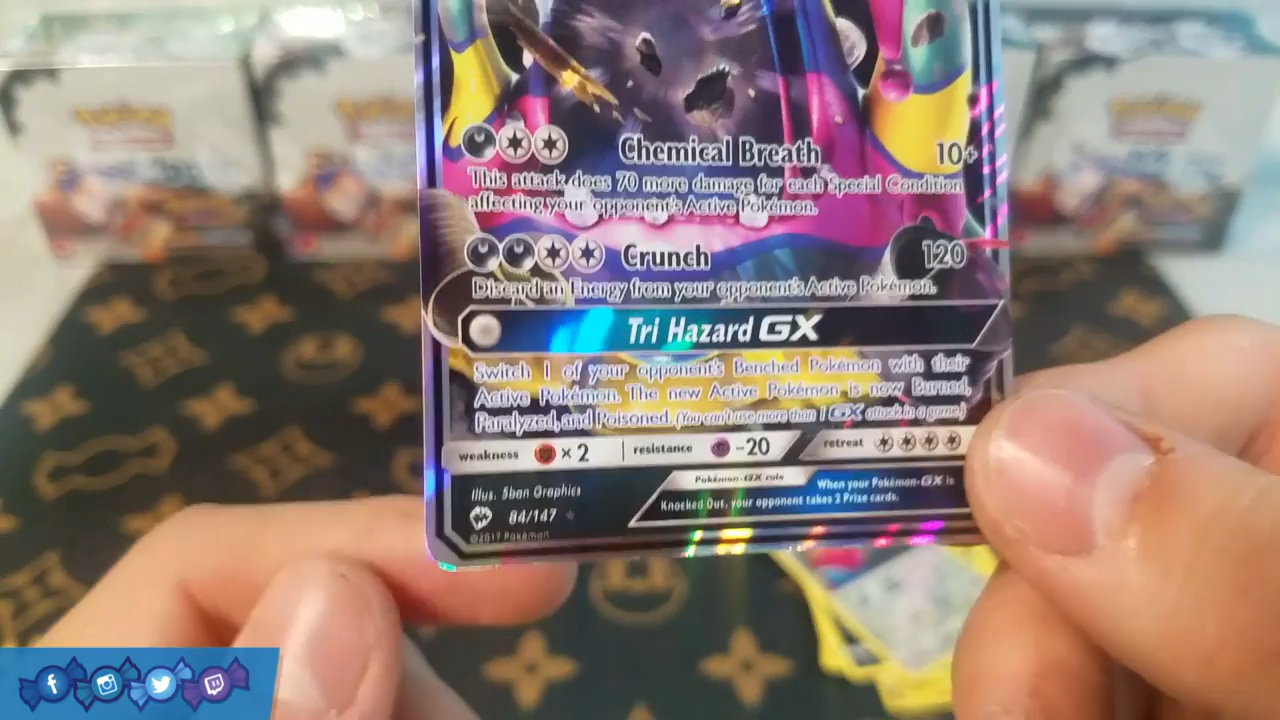 Chemical Breath 10+
This attack does 70 more damage for each Special Condition
affecting your opponent's Active Pokémon.
Crunch 120
Discard an Energy from your opponent's Active Pokémon.
Tri Hazard GX
Switch 1 of your opponent's Benched Pokémon with their
Active Pokémon. The new Active Pokémon is now Burned,
Paralyzed, and Poisoned. (You can't use more than 1 GX attack in a game.)
weakness ×2 resistance -20 retreat
Pokémon-GX rule When your Pokémon-GX is
Knocked Out, your opponent takes 2 Prize cards.
Illus. 5ban Graphics
84/147
©2017 Pokémon